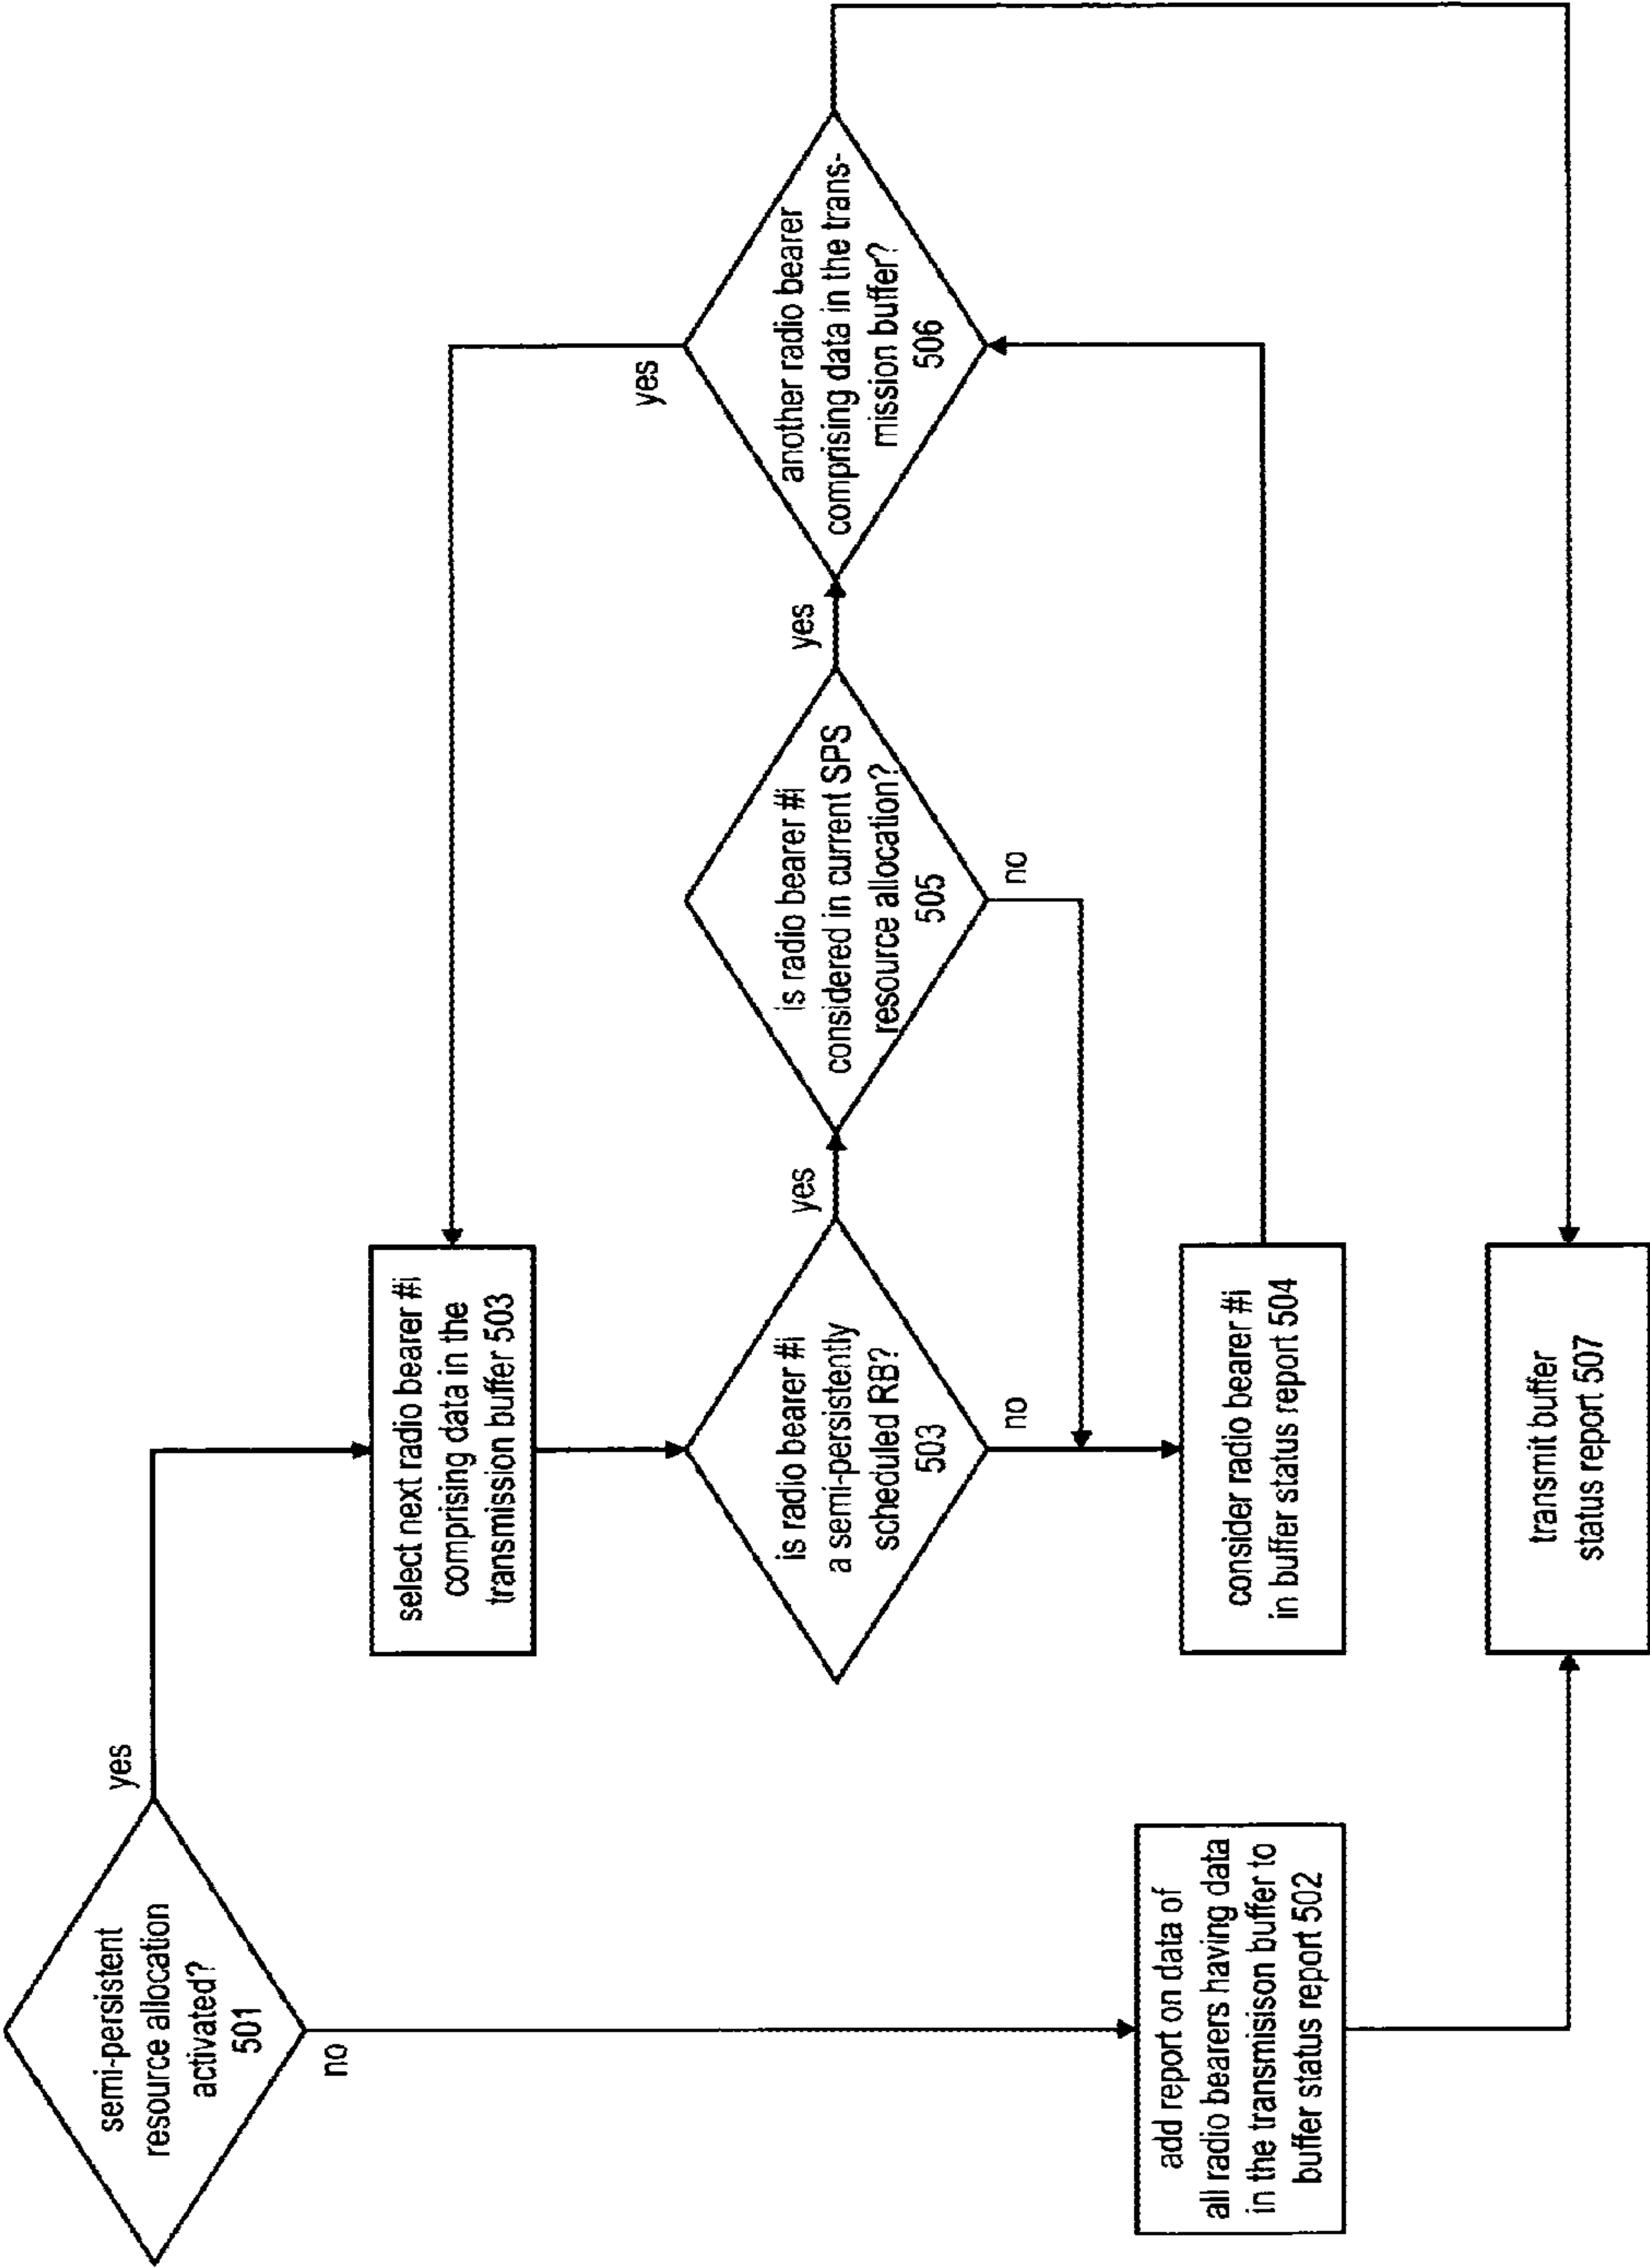 semi-persistent
resource allocation
activated?
501
yes
no
select next radio bearer #i
comprising data in the
transmission buffer 503
is radio bearer #i
a semi-persistently
scheduled RB?
503
yes
no
is radio bearer #i
considered in current SPS
resource allocation?
505
yes
no
another radio bearer
comprising data in the trans-
mission buffer?
506
yes
consider radio bearer #i
in buffer status report 504
add report on data of
all radio bearers having data
in the transmisison buffer to
buffer status report 502
transmit buffer
status report 507